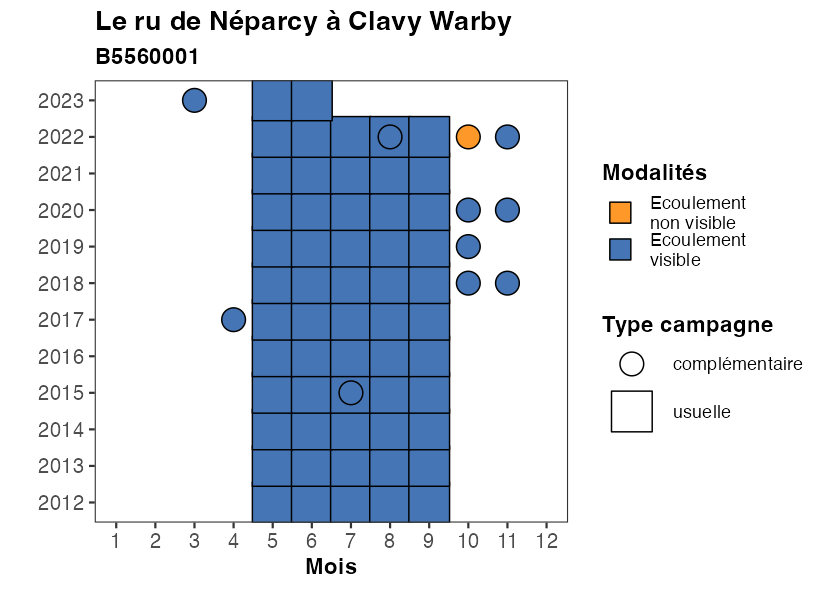 Le ru de Néparcy à Clavy Warby
B5560001
2023
2022
2021
2020
2019
2018
2017
2016
2015
2014
2013
2012
1 2 3 4 5 6 7 8 9 10 11 12
Mois
Modalités
Ecoulement
non visible
Ecoulement
visible
Type campagne
complémentaire
usuelle